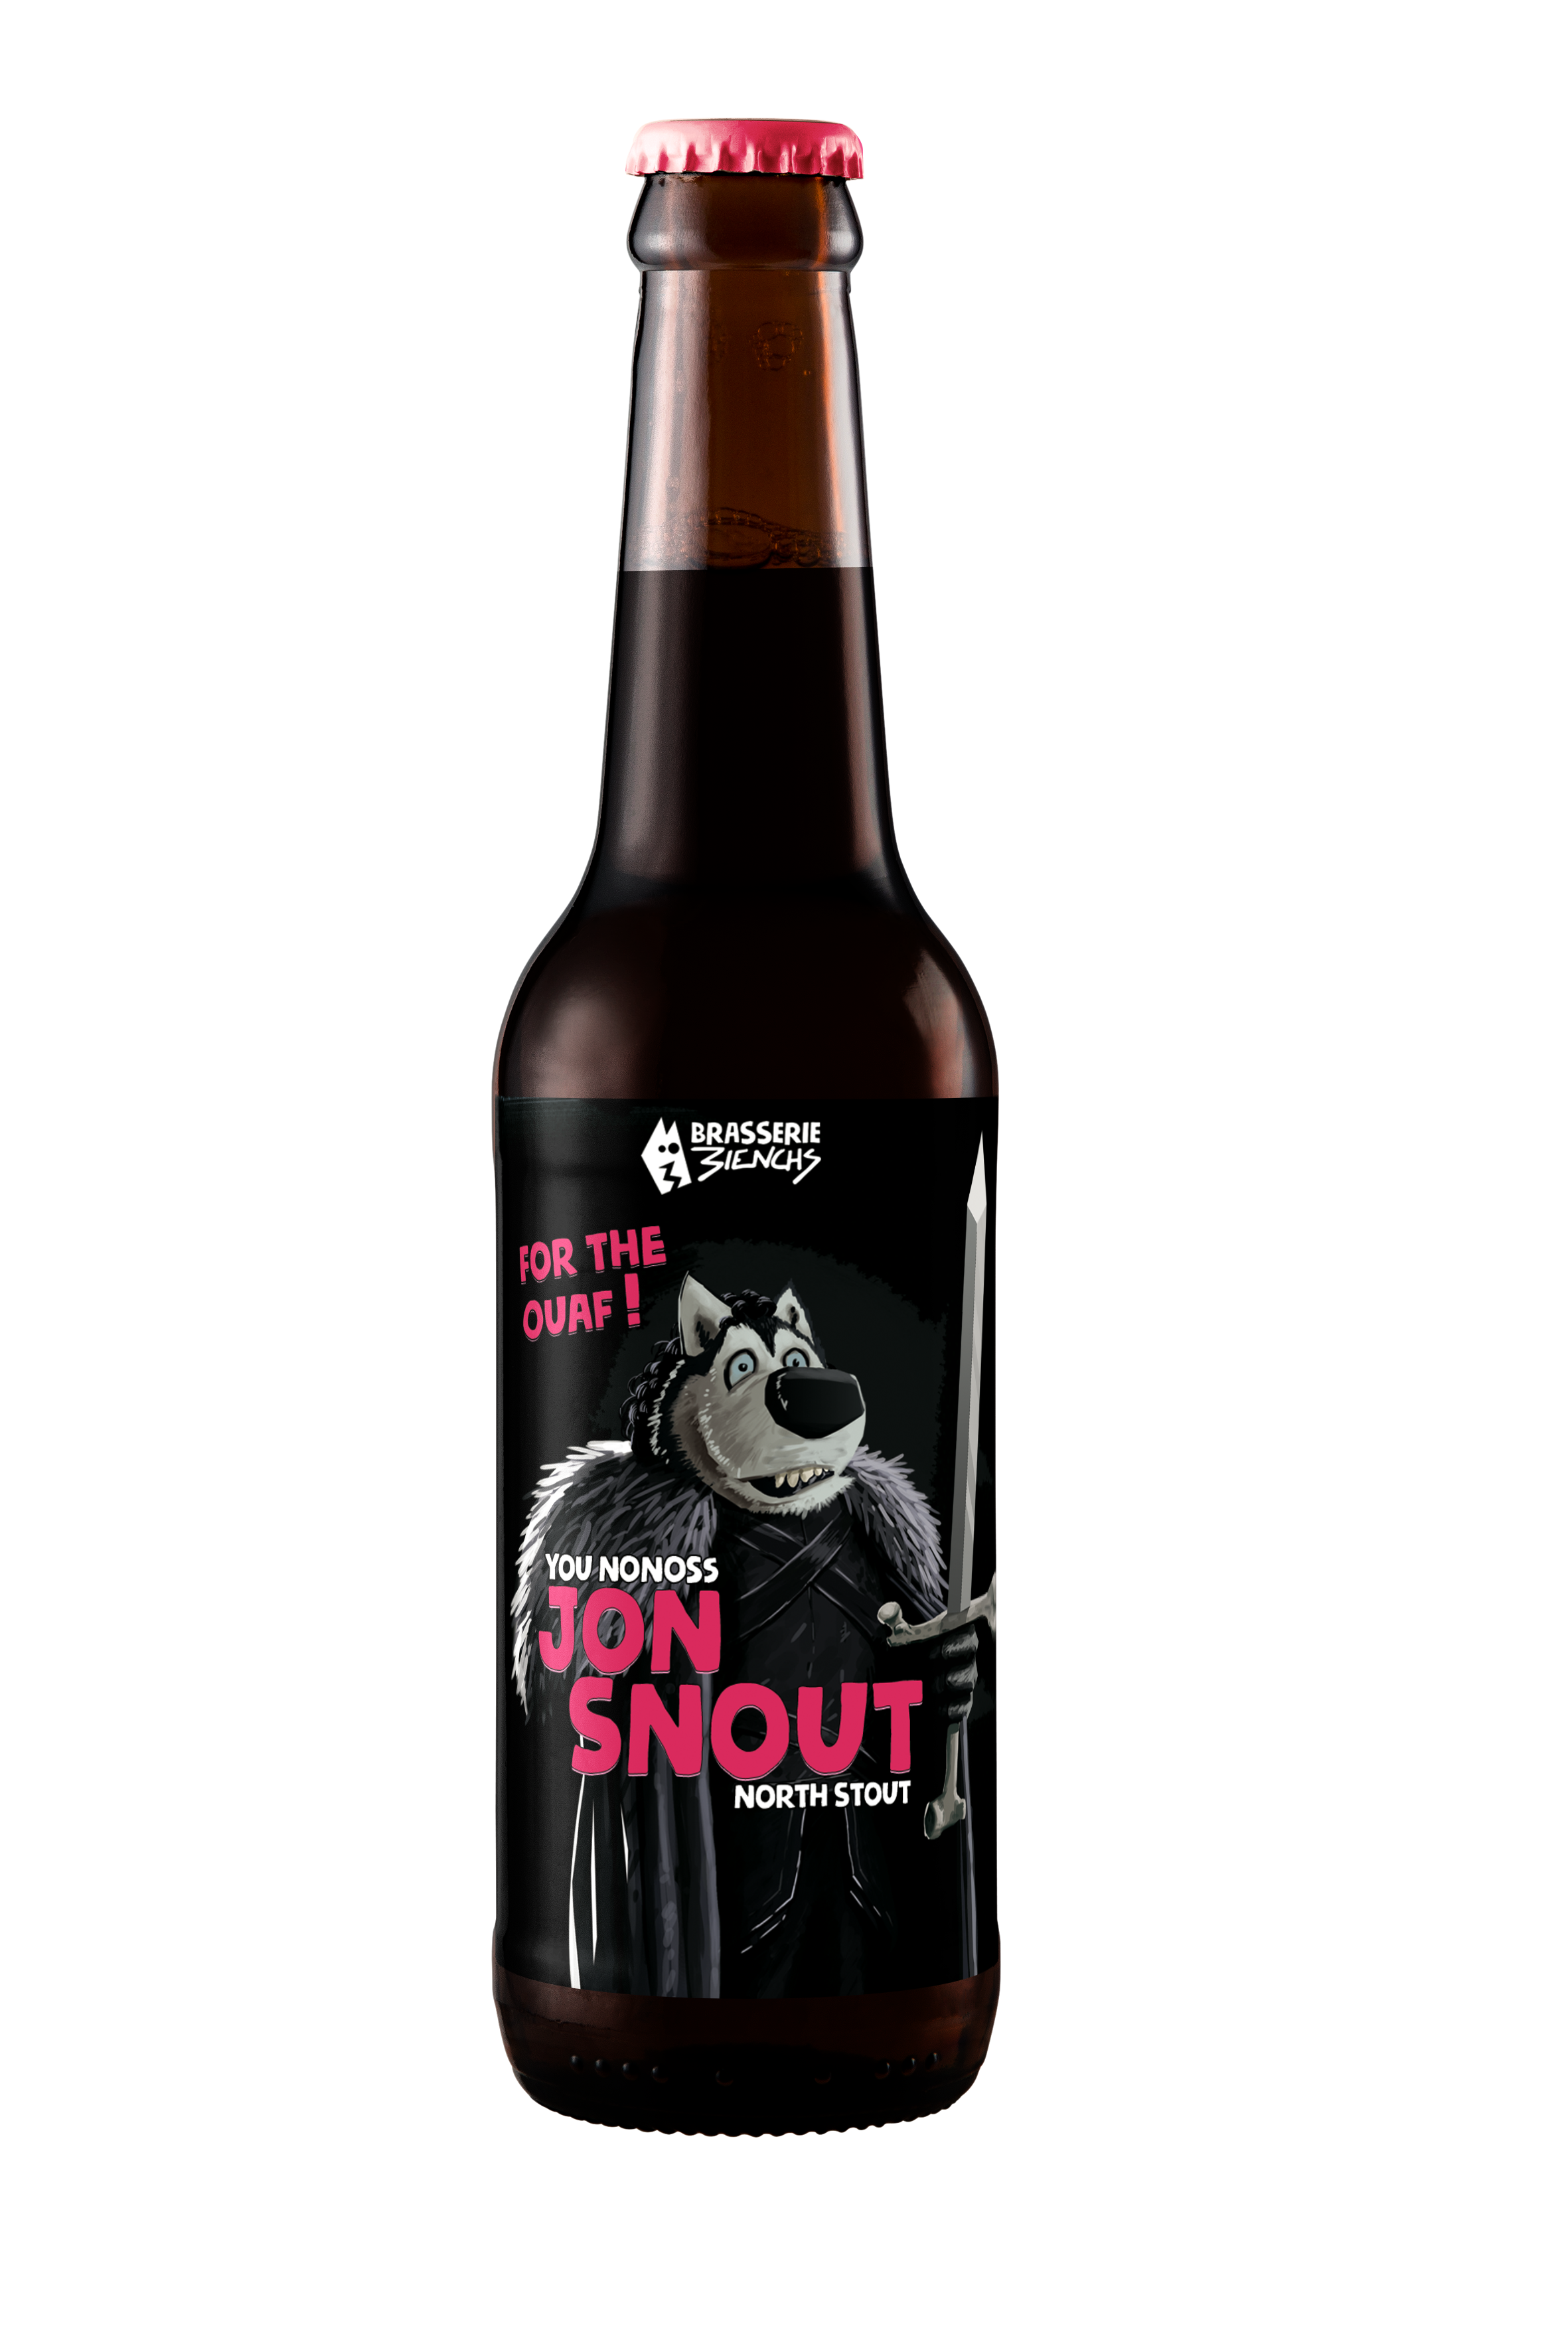 BRASSERIE
3IENCHS
FOR THE
OUAF !
YOU NONOSS
JON
SNOUT
NORTH STOUT